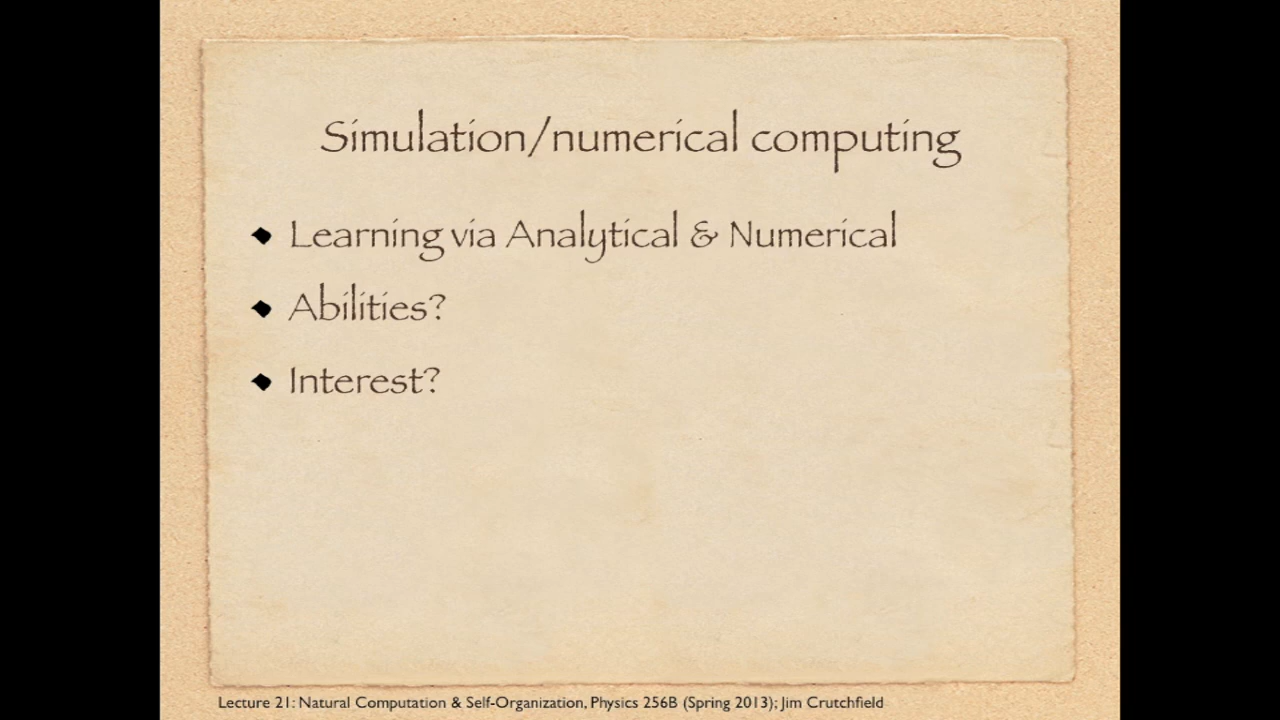 Simulation/numerical computing
Learning via Analytical & Numerical
Abilities?
Interest?
Lecture 21: Natural Computation & Self-Organization, Physics 256B (Spring 2013); Jim Crutchfield